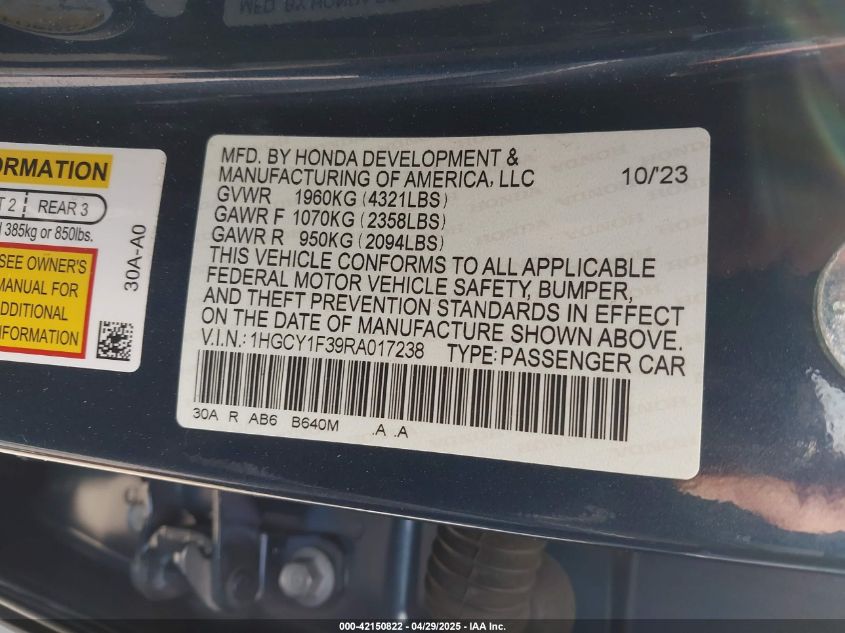 ORMATION
T 2 REAR 3
385kg or 850lbs.
SEE OWNER'S
MANUAL FOR
ADDITIONAL
INFORMATION
30A-A0
MFD. BY HONDA DEVELOPMENT &
MANUFACTURING OF AMERICA, LLC 10/'23
GVWR 1960KG (4321LBS)
GAWR F 1070KG (2358LBS)
GAWR R 950KG (2094LBS)
THIS VEHICLE CONFORMS TO ALL APPLICABLE
FEDERAL MOTOR VEHICLE SAFETY, BUMPER,
AND THEFT PREVENTION STANDARDS IN EFFECT
ON THE DATE OF MANUFACTURE SHOWN ABOVE.
V.I.N.: 1HGCY1F39RA017238 TYPE: PASSENGER CAR
30A R AB6 B640M .A .A
000-42150822 - 04/29/2025 - IAA Inc.